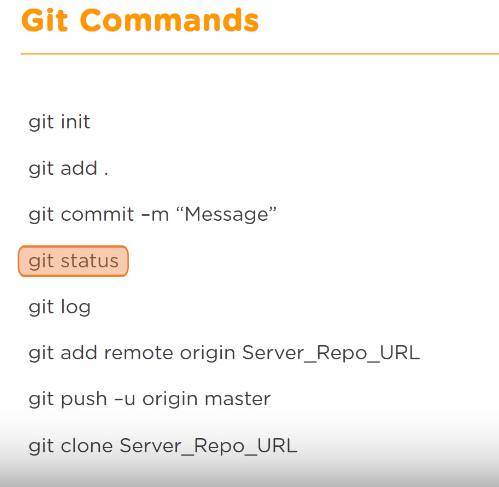 Git Commands
git init
git add .
git commit –m “Message”
git status
git log
git add remote origin Server_Repo_URL
git push –u origin master
git clone Server_Repo_URL